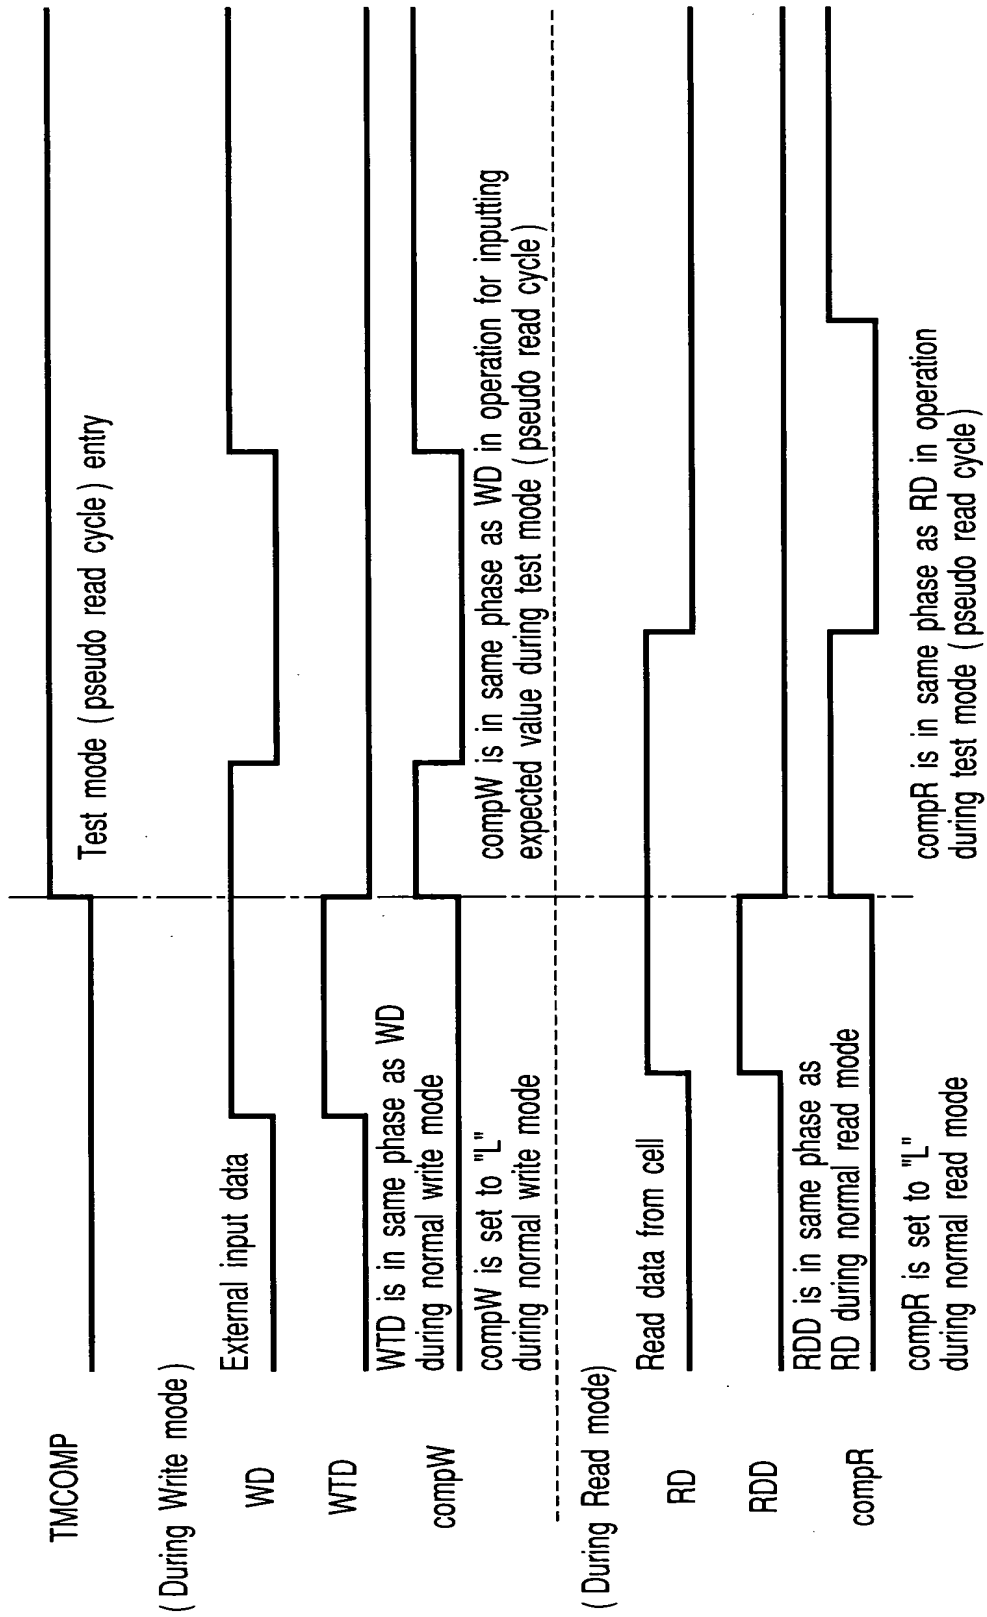 TMCOMP
Test mode ( pseudo read cycle ) entry
( During Write mode )
WD
External input data
WTD
WTD is in same phase as WD
during normal write mode
compW
compW is set to "L"
during normal write mode
compW is in same phase as WD in operation for inputting
expected value during test mode ( pseudo read cycle )
( During Read mode)
RD
Read data from cell
RDD
RDD is in same phase as
RD during normal read mode
compR
compR is set to "L"
during normal read mode
compR is in same phase as RD in operation
during test mode ( pseudo read cycle )